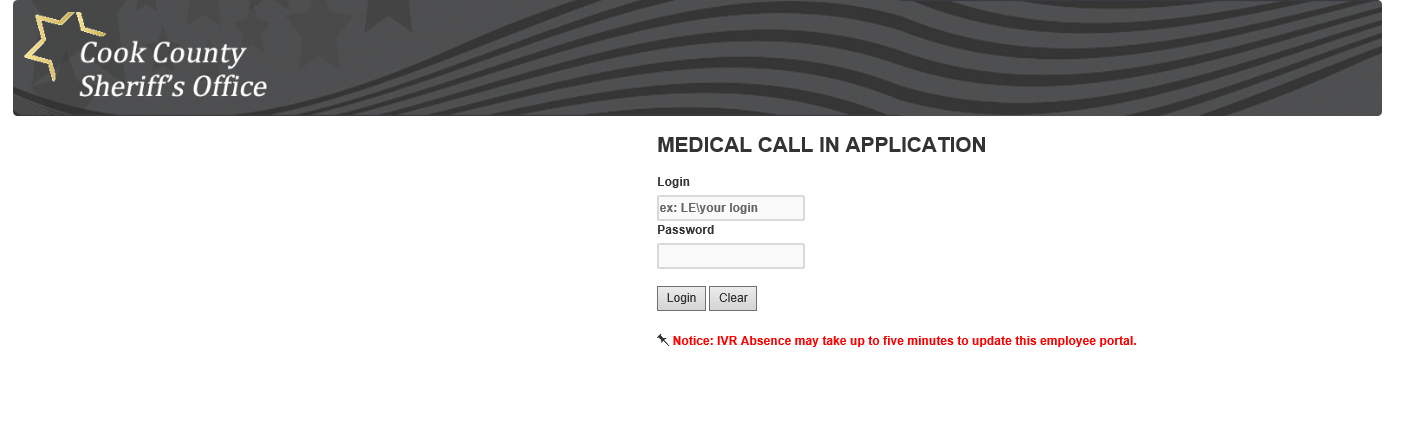 Cook County
Sheriff's Office
MEDICAL CALL IN APPLICATION
Login
ex: LE\your login
Password
Login Clear
Notice: IVR Absence may take up to five minutes to update this employee portal.